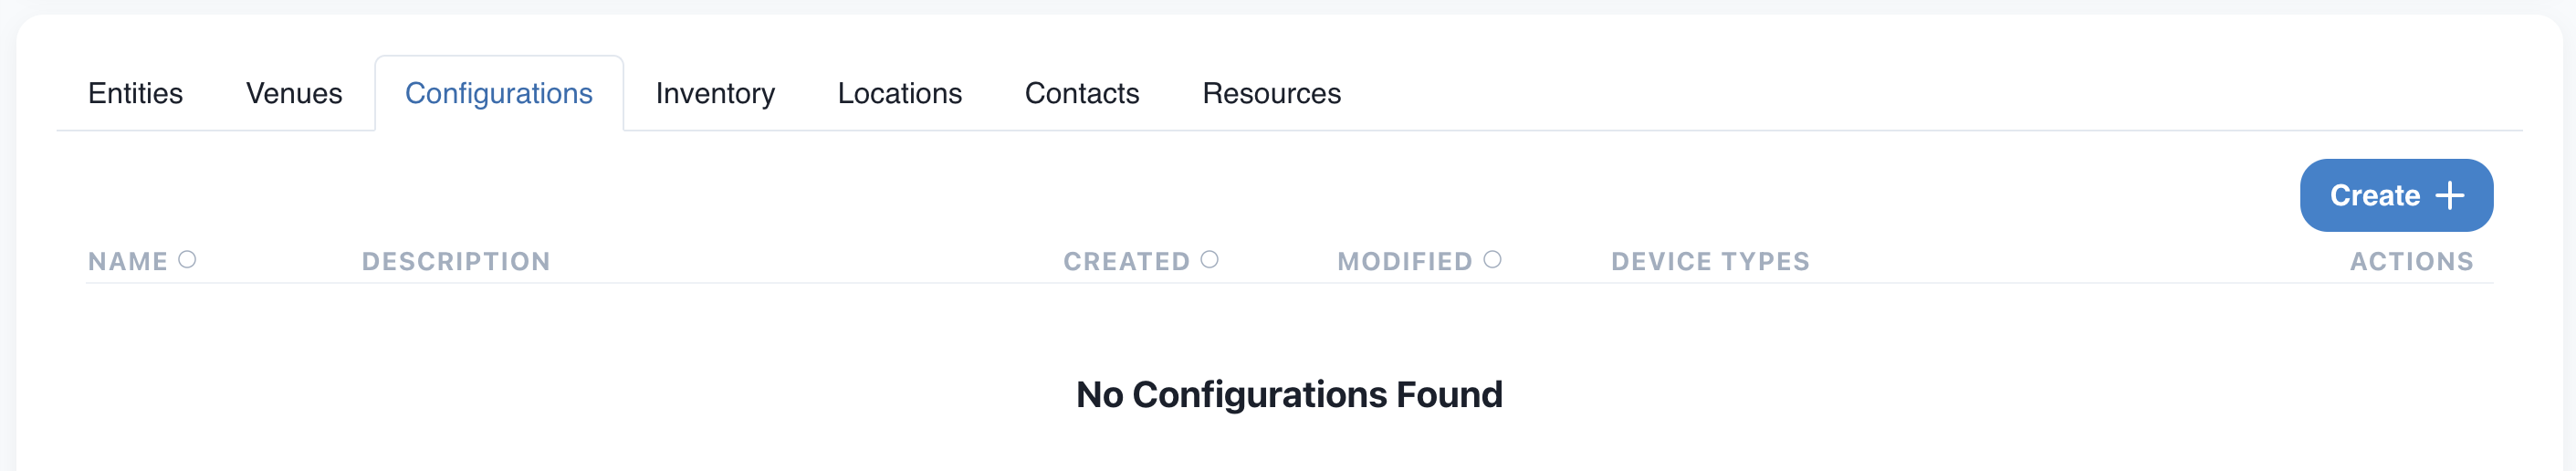 Entities Venues Configurations Inventory Locations Contacts Resources
Create
NAME DESCRIPTION CREATED MODIFIED DEVICE TYPES ACTIONS
No Configurations Found